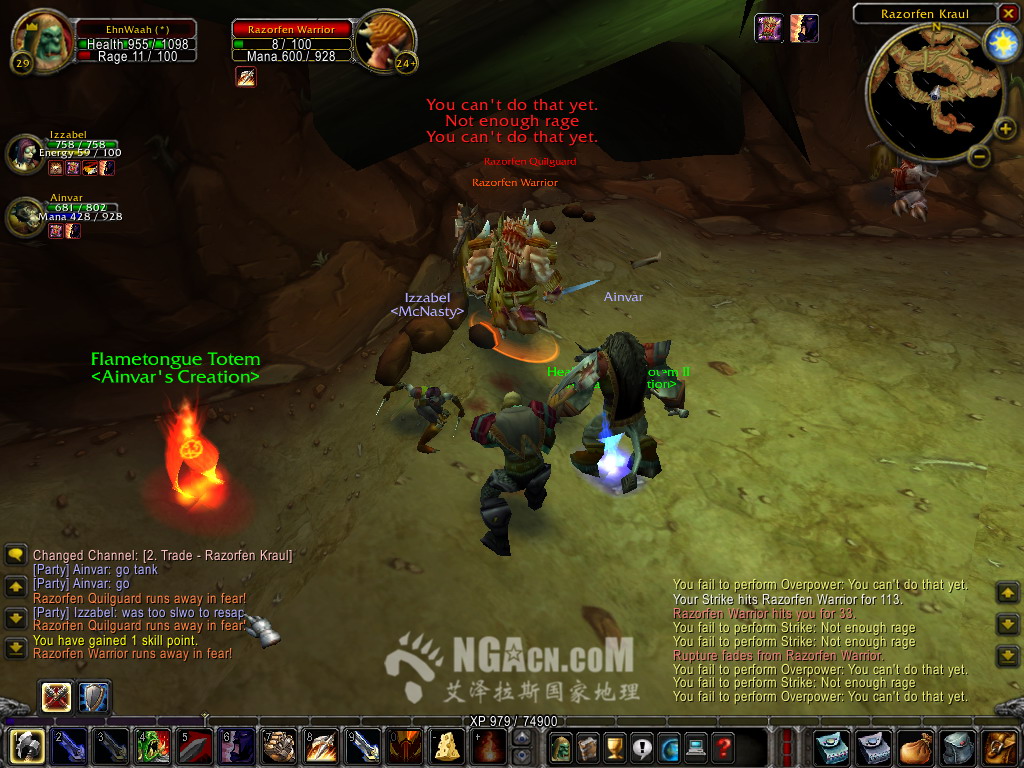 EhnWaah (*)
Health 955 / 1098
Rage 11 / 100
29
Razorfen Warrior
8 / 100
Mana 600 / 928
24+
Razorfen Kraul
N
You can't do that yet.
Not enough rage
You can't do that yet.
Razorfen Quilguard
Razorfen Warrior
Izzabel
758 / 758
Energy 59 / 100
Ainvar
681 / 802
Mana 428 / 928
Izzabel
<McNasty>
Ainvar
Flametongue Totem
<Ainvar's Creation>
Changed Channel: [2. Trade - Razorfen Kraul]
[Party] Ainvar: go tank
[Party] Ainvar: go
Razorfen Quilguard runs away in fear!
[Party] Izzabel: was too slwo to resap
Razorfen Quilguard runs away in fear!
You have gained 1 skill point.
Razorfen Warrior runs away in fear!
You fail to perform Overpower: You can't do that yet.
Your Strike hits Razorfen Warrior for 113.
Razorfen Warrior hits you for 33.
You fail to perform Strike: Not enough rage
You fail to perform Strike: Not enough rage
Rupture fades from Razorfen Warrior.
You fail to perform Overpower: You can't do that yet.
You fail to perform Strike: Not enough rage
You fail to perform Overpower: You can't do that yet.
NGACN.COM
艾泽拉斯国家地理
XP 979 / 74900
2 3 4 5 6 7 8 9 0 - +